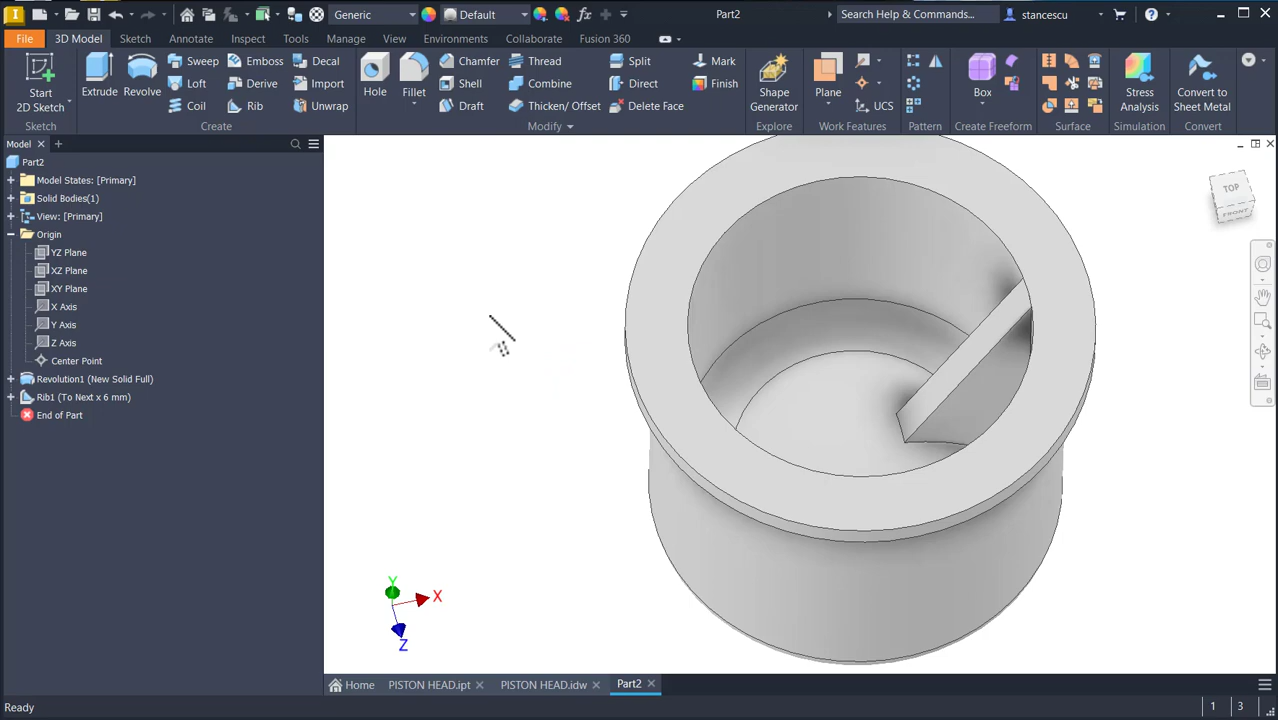 Generic
Default
Part2
Search Help & Commands...
stancescu
File
3D Model
Sketch
Annotate
Inspect
Tools
Manage
View
Environments
Collaborate
Fusion 360
Start
2D Sketch
Extrude
Revolve
Sweep
Loft
Coil
Emboss
Derive
Rib
Decal
Import
Unwrap
Hole
Fillet
Chamfer
Shell
Draft
Thread
Combine
Thicken/ Offset
Split
Direct
Delete Face
Mark
Finish
Shape
Generator
Plane
UCS
Box
Stress
Analysis
Convert to
Sheet Metal
Sketch
Create
Modify
Explore
Work Features
Pattern
Create Freeform
Surface
Simulation
Convert
Model
Part2
Model States: [Primary]
Solid Bodies(1)
View: [Primary]
Origin
YZ Plane
XZ Plane
XY Plane
X Axis
Y Axis
Z Axis
Center Point
Revolution1 (New Solid Full)
Rib1 (To Next x 6 mm)
End of Part
TOP
FRONT
Y
X
Z
Home
PISTON HEAD.ipt
PISTON HEAD.idw
Part2
Ready
1
3